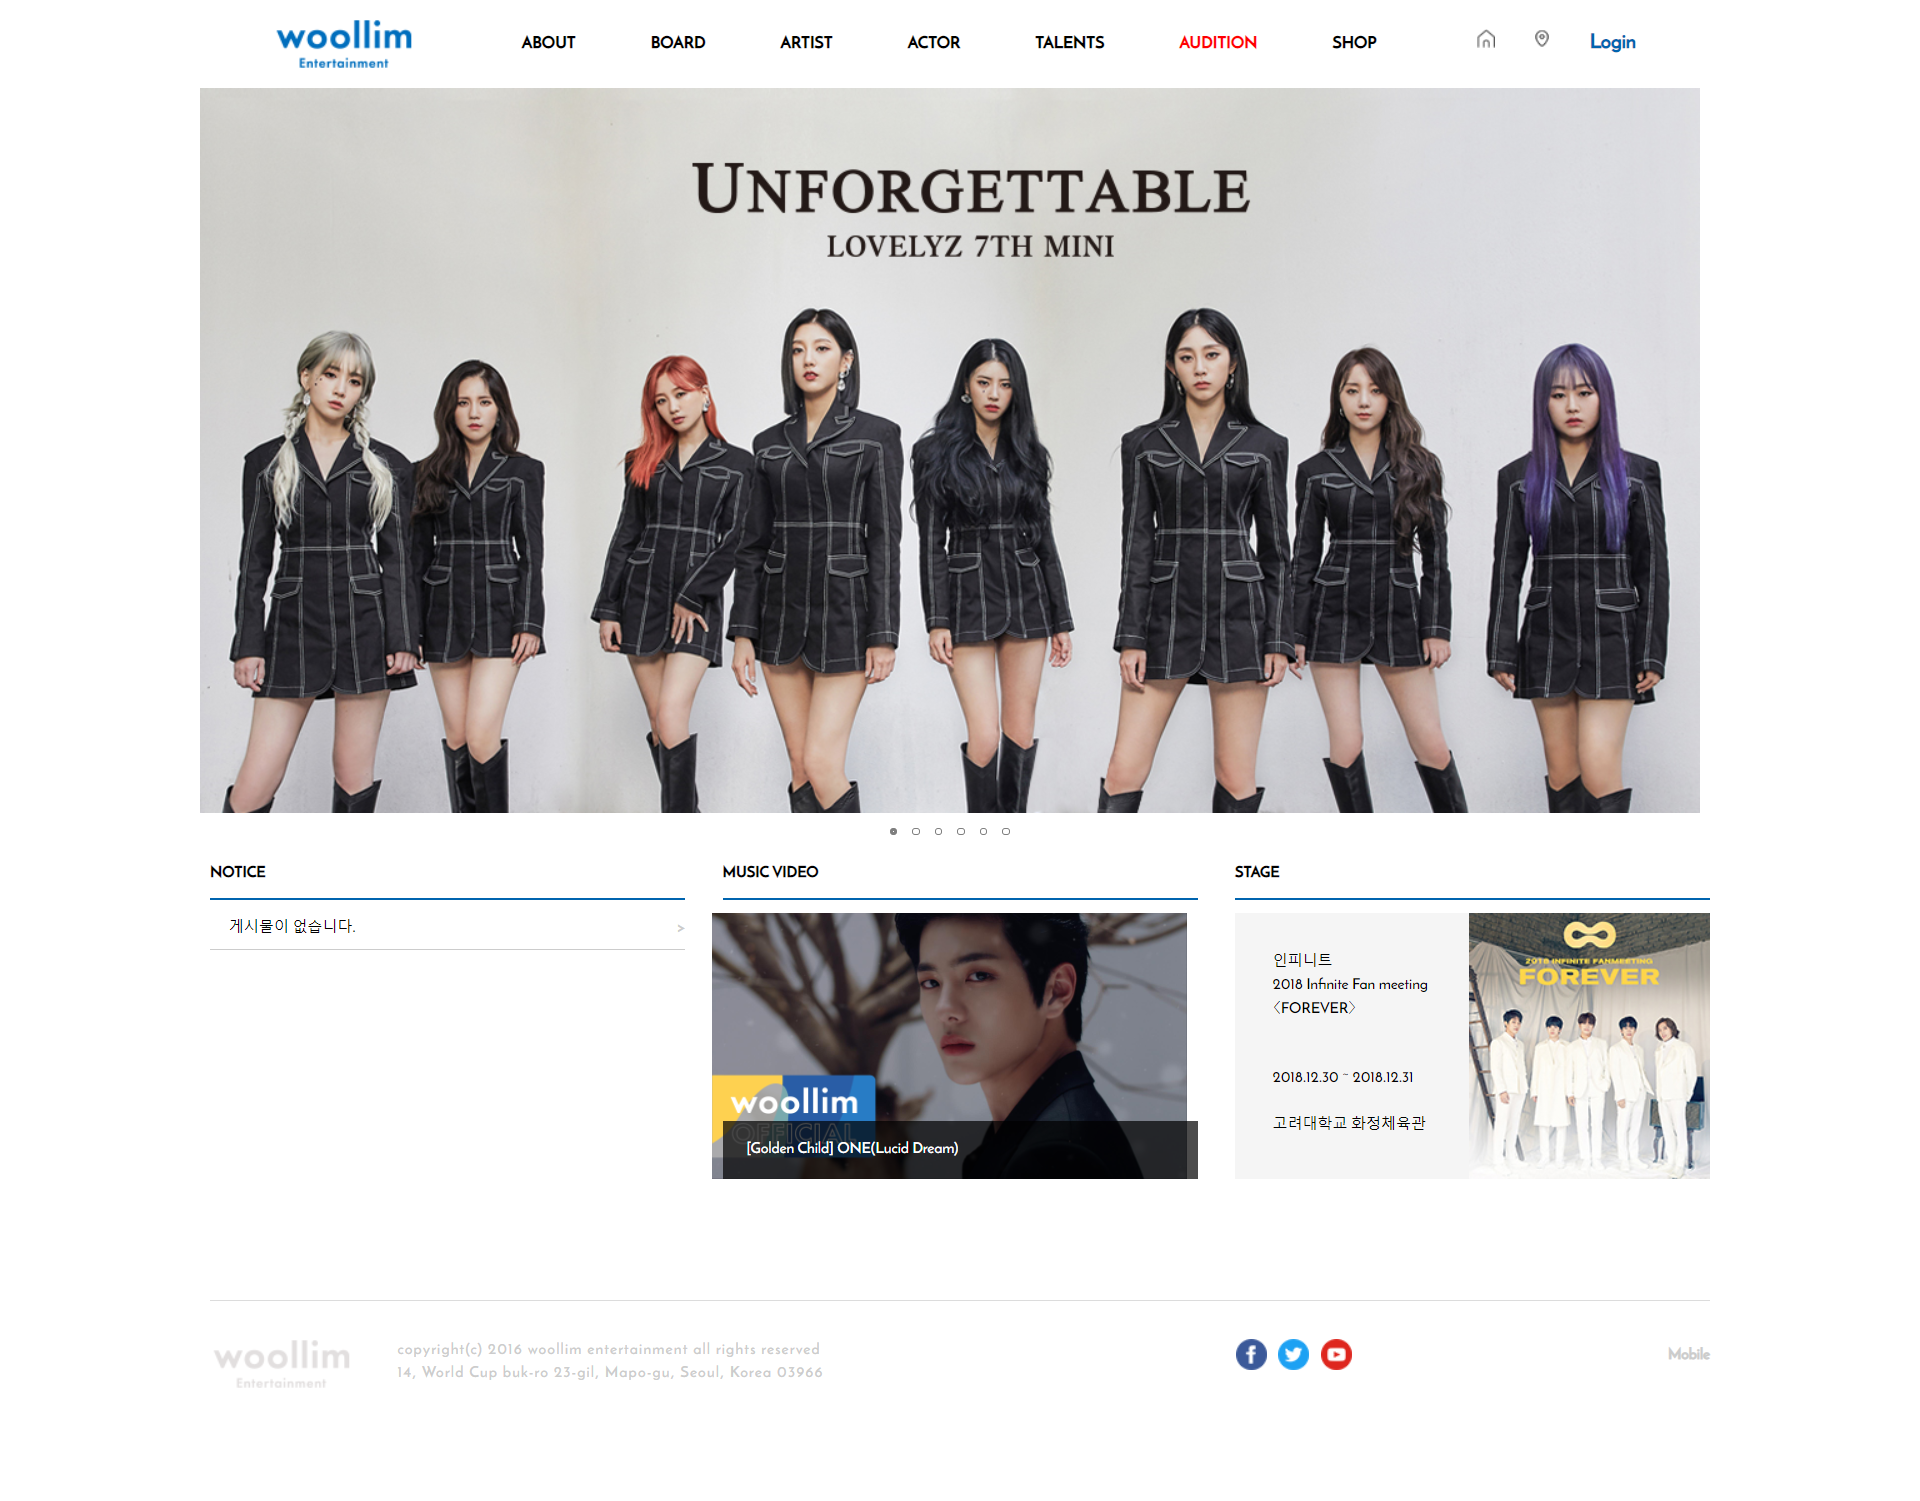 woollim
Entertainment
ABOUT
BOARD
ARTIST
ACTOR
TALENTS
AUDITION
SHOP
Login
UNFORGETTABLE
LOVELYZ 7TH MINI
NOTICE
게시물이 없습니다.
>
MUSIC VIDEO
woollim
OFFICIAL
[Golden Child] ONE(Lucid Dream)
STAGE
인피니트
2018 Infinite Fan meeting
〈FOREVER〉
2018.12.30 ~ 2018.12.31
고려대학교 화정체육관
2018 INFINITE FANMEETING
FOREVER
woollim
Entertainment
copyright(c) 2016 woollim entertainment all rights reserved
14, World Cup buk-ro 23-gil, Mapo-gu, Seoul, Korea 03966
Mobile